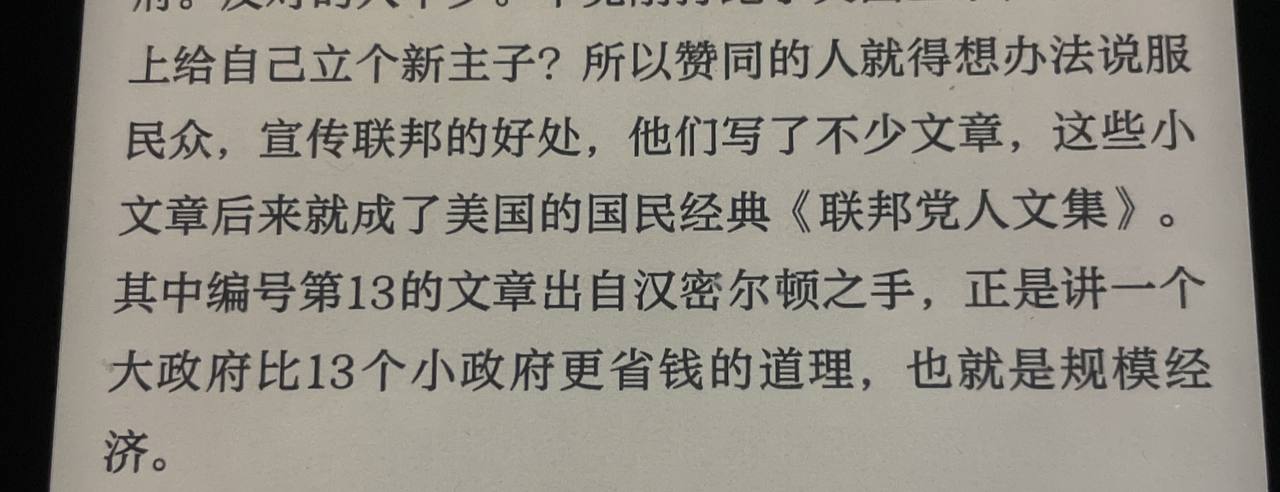 上给自己立个新主子？所以赞同的人就得想办法说服
民众，宣传联邦的好处，他们写了不少文章，这些小
文章后来就成了美国的国民经典《联邦党人文集》。
其中编号第13的文章出自汉密尔顿之手，正是讲一个
大政府比13个小政府更省钱的道理，也就是规模经
济。